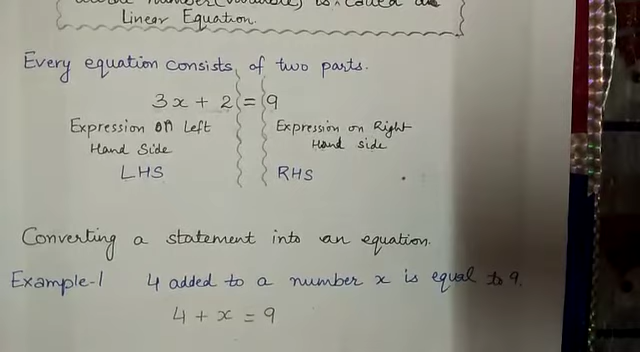 Linear Equation.
Every equation consists of two parts.
3x + 2 = 9
Expression on Left Hand Side
Expression on Right Hand side
LHS
RHS
Converting a statement into an equation.
Example-1 4 added to a number x is equal to 9.
4 + x = 9